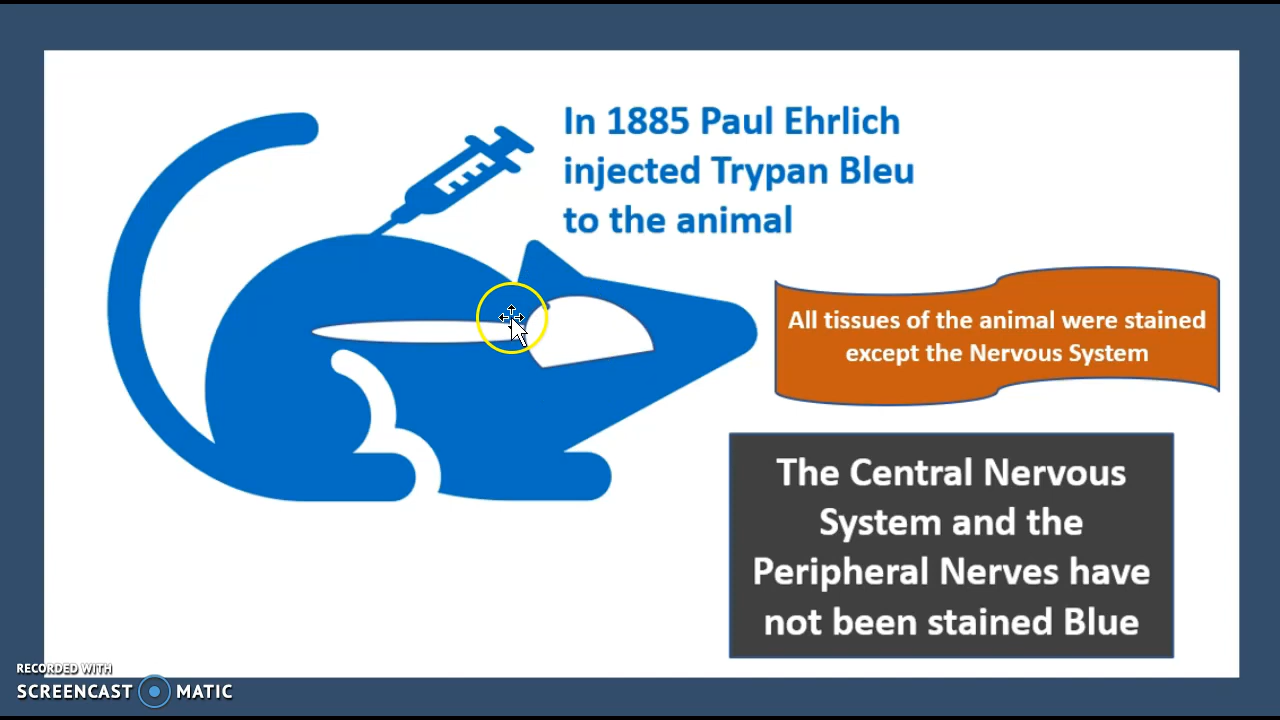 In 1885 Paul Ehrlich
injected Trypan Bleu
to the animal
All tissues of the animal were stained
except the Nervous System
The Central Nervous
System and the
Peripheral Nerves have
not been stained Blue
RECORDED WITH
SCREENCAST MATIC